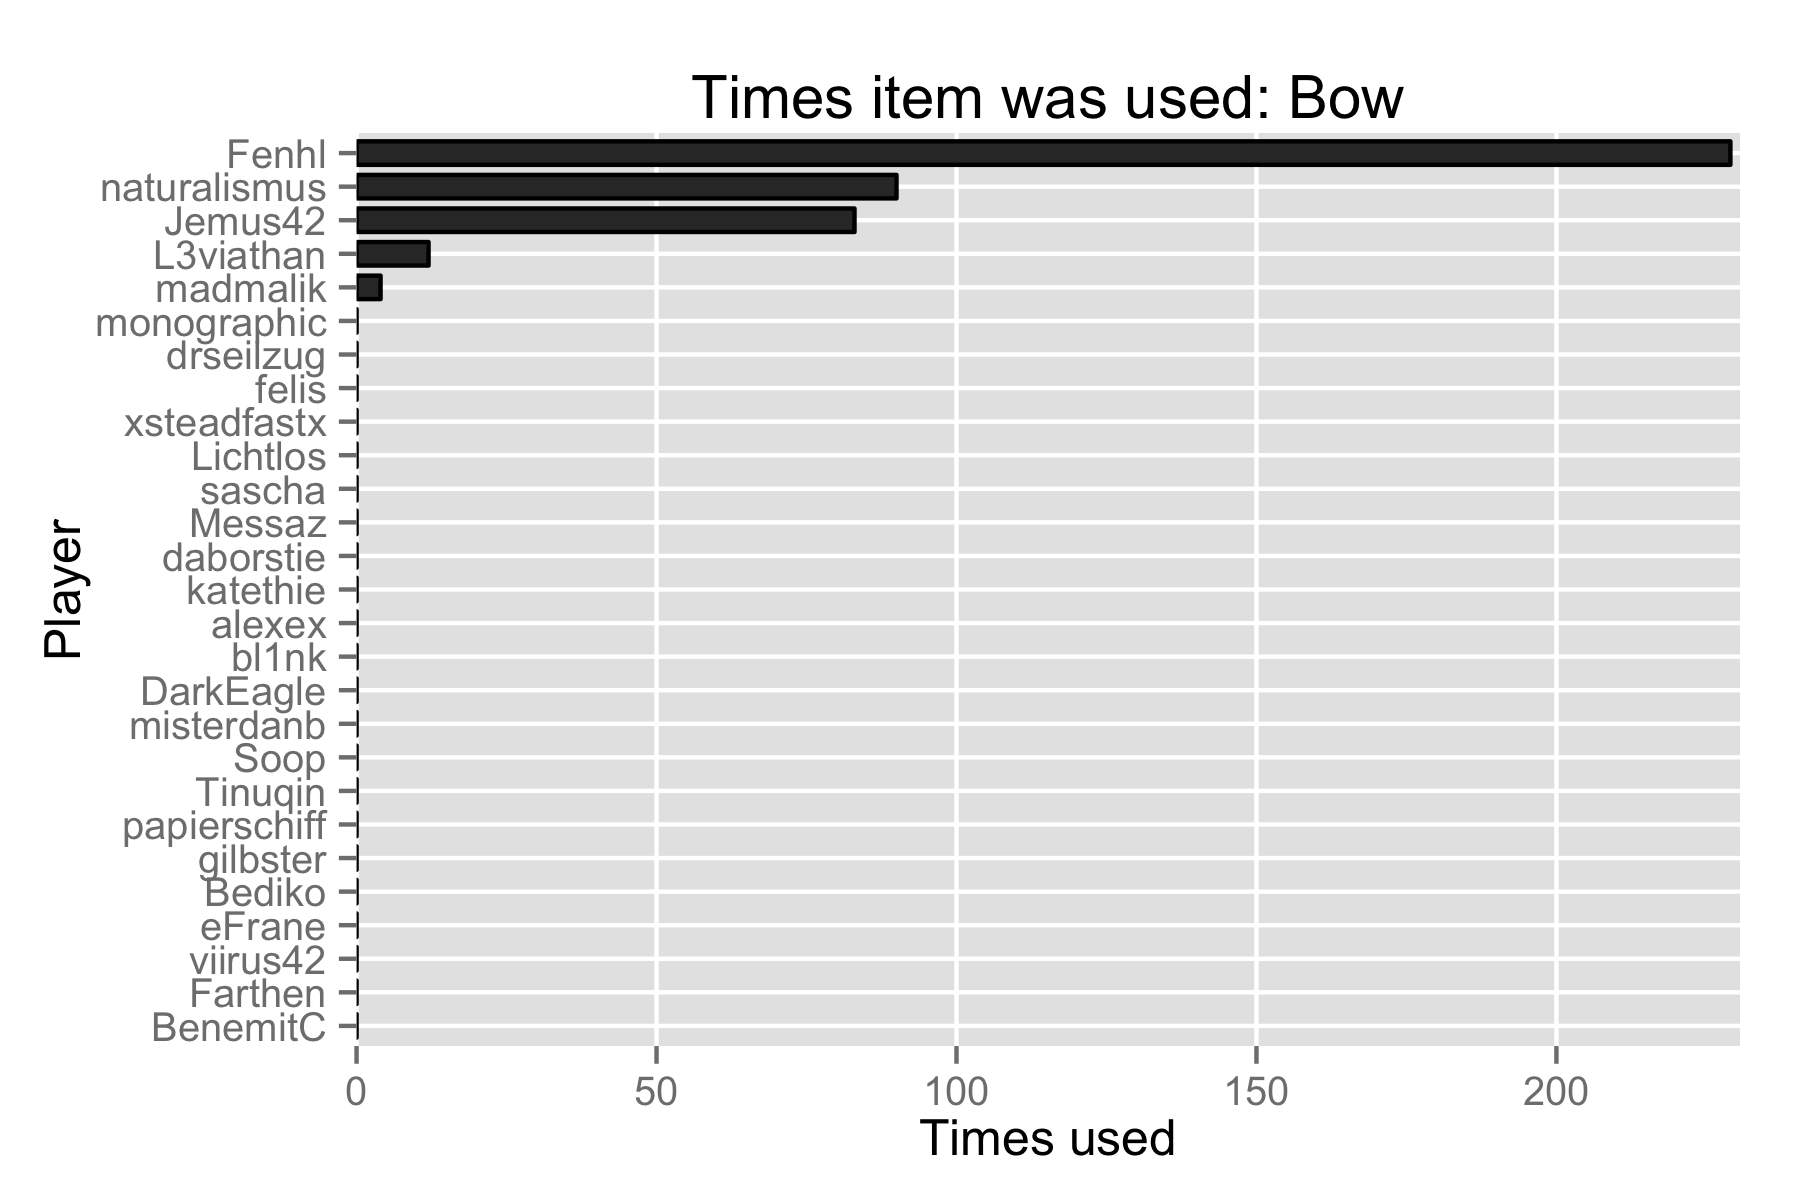 Times item was used: Bow
Fenhl
naturalismus
Jemus42
L3viathan
madmalik
monographic
drseilzug
felis
xsteadfastx
Lichtlos
sascha
Messaz
daborstie
katethie
alexex
bl1nk
DarkEagle
misterdanb
Soop
Tinuqin
papierschiff
gilbster
Bediko
eFrane
viirus42
Farthen
BenemitC
Player
0 50 100 150 200
Times used